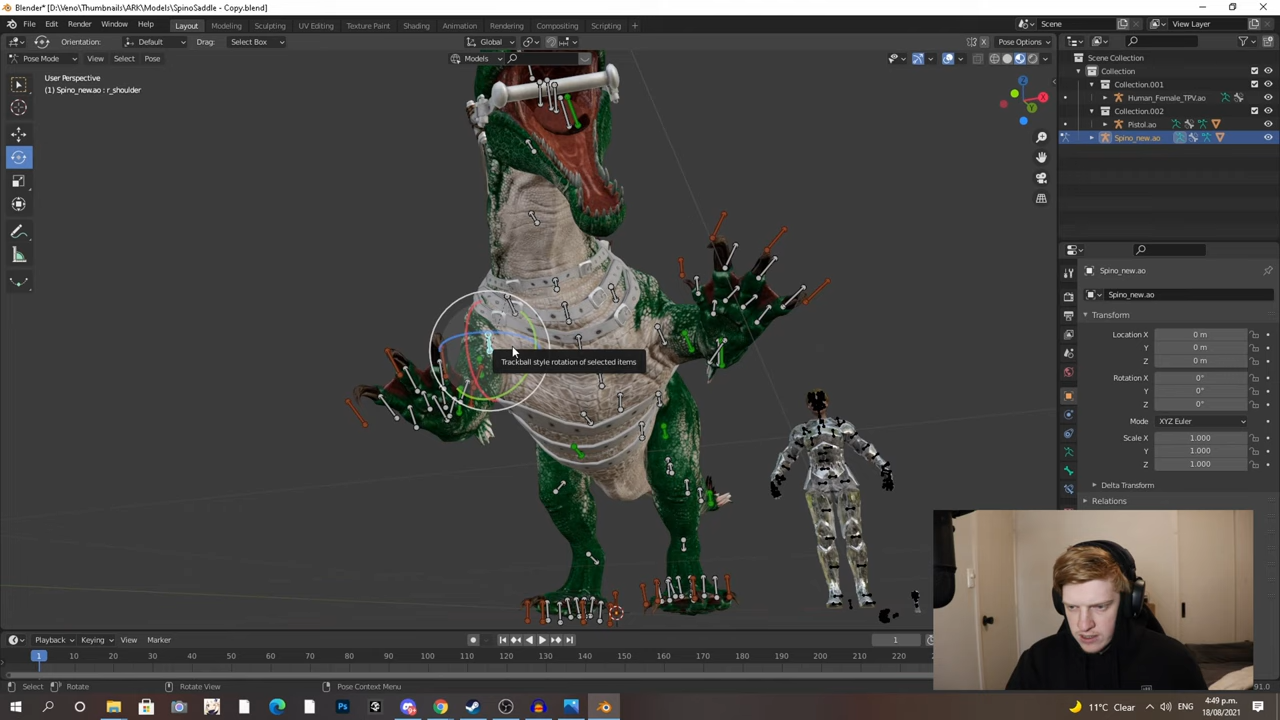 Blender* [D:\Veno\Thumbnails\ARK\Models\SpinoSaddle - Copy.blend]
File Edit Render Window Help Layout Modeling Sculpting UV Editing Texture Paint Shading Animation Rendering Compositing Scripting Scene View Layer
Orientation: Default Drag: Select Box Global Pose Options
Pose Mode View Select Pose Models
User Perspective
(1) Spino_new.ao : r_shoulder
Scene Collection
Collection
Collection.001
Human_Female_TPV.ao
Collection.002
Pistol.ao
Spino_new.ao
Spino_new.ao
Spino_new.ao
Transform
Location X 0 m
Y 0 m
Z 0 m
Rotation X 0°
Y 0°
Z 0°
Mode XYZ Euler
Scale X 1.000
Y 1.000
Z 1.000
Delta Transform
Relations
Trackball style rotation of selected items
Playback Keying View Marker 1
1 10 20 30 40 50 60 70 80 90 100 110 120 130 140 150 160 170 180 190 200 210 220
Select Rotate Rotate View Pose Context Menu 91.0
11°C Clear 4:49 p.m.
18/08/2021